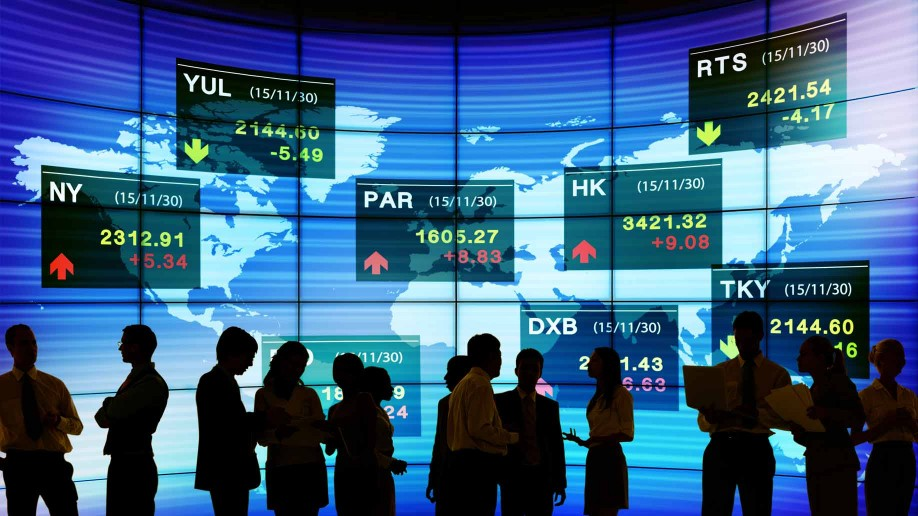 YUL (15/11/30)
2144.60
-5.49
RTS (15/11/30)
2421.54
-4.17
NY (15/11/30)
2312.91
+5.34
PAR (15/11/30)
1605.27
+8.83
HK (15/11/30)
3421.32
+9.08
TKY (15/11/30)
2144.60
DXB (15/11/30)